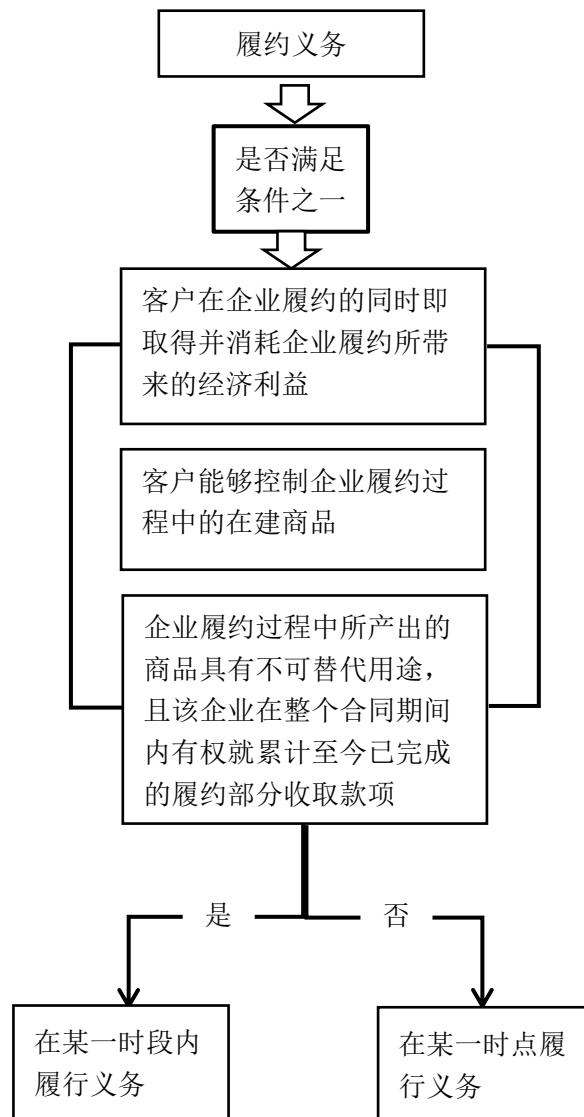 履约义务
是否满足
条件之一
客户在企业履约的同时即
取得并消耗企业履约所带
来的经济利益
客户能够控制企业履约过
程中的在建商品
企业履约过程中所产出的
商品具有不可替代用途，
且该企业在整个合同期间
内有权就累计至今已完成
的履约部分收取款项
是
否
在某一时段内
履行义务
在某一时点履
行义务